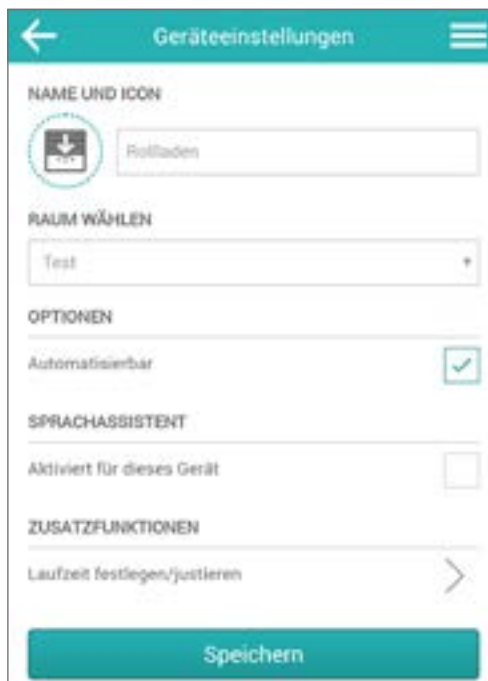 Geräteeinstellungen
NAME UND ICON
Rollladen
RAUM WÄHLEN
Test
OPTIONEN
Automatisierbar
SPRACHASSISTENT
Aktiviert für dieses Gerät
ZUSATZFUNKTIONEN
Laufzeit festlegen/justieren
Speichern